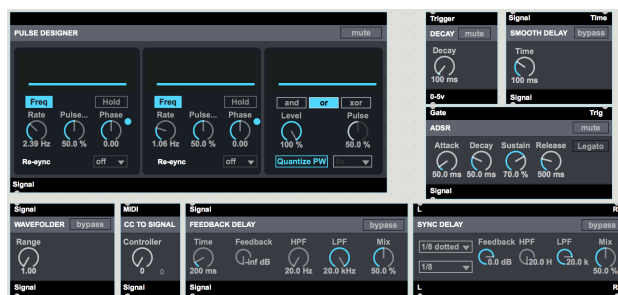 PULSE DESIGNER mute
Freq Hold
Rate Pulse... Phase
2.39 Hz 50.0 % 0.00
Re-sync off
Freq Hold
Rate Pulse... Phase
1.06 Hz 50.0 % 0.00
Re-sync off
and or xor
Level Pulse
100 % 50.0 %
Quantize PW 8n
Signal
Trigger
DECAY mute
Decay
100 ms
0-5v
Signal Time
SMOOTH DELAY bypass
Time
100 ms
Signal
Gate Trig
ADSR mute
Attack Decay Sustain Release Legato
50.0 ms 50.0 ms 70.0 % 500 ms
Signal
Signal
WAVEFOLDER bypass
Range
1.00
Signal
MIDI
CC TO SIGNAL
Controller
0 0
Signal
Signal
FEEDBACK DELAY bypass
Time Feedback HPF LPF Mix
200 ms -inf dB 20.0 Hz 20.0 kHz 50.0 %
Signal
L R
SYNC DELAY bypass
1/8 dotted Feedback HPF LPF Mix
1/8 0.0 dB 20.0 H 20.0 k 50.0 %
L R